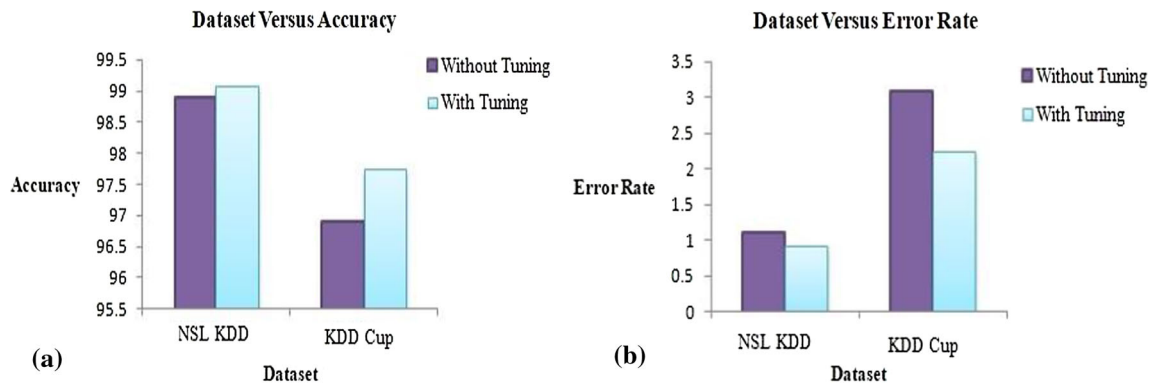 Dataset Versus Accuracy
99.5
99
98.5
98
97.5
97
96.5
96
95.5
Accuracy
NSL KDD
KDD Cup
Dataset
Without Tuning
With Tuning
(a)
Dataset Versus Error Rate
3.5
3
2.5
2
1.5
1
0.5
0
Error Rate
NSL KDD
KDD Cup
Dataset
Without Tuning
With Tuning
(b)